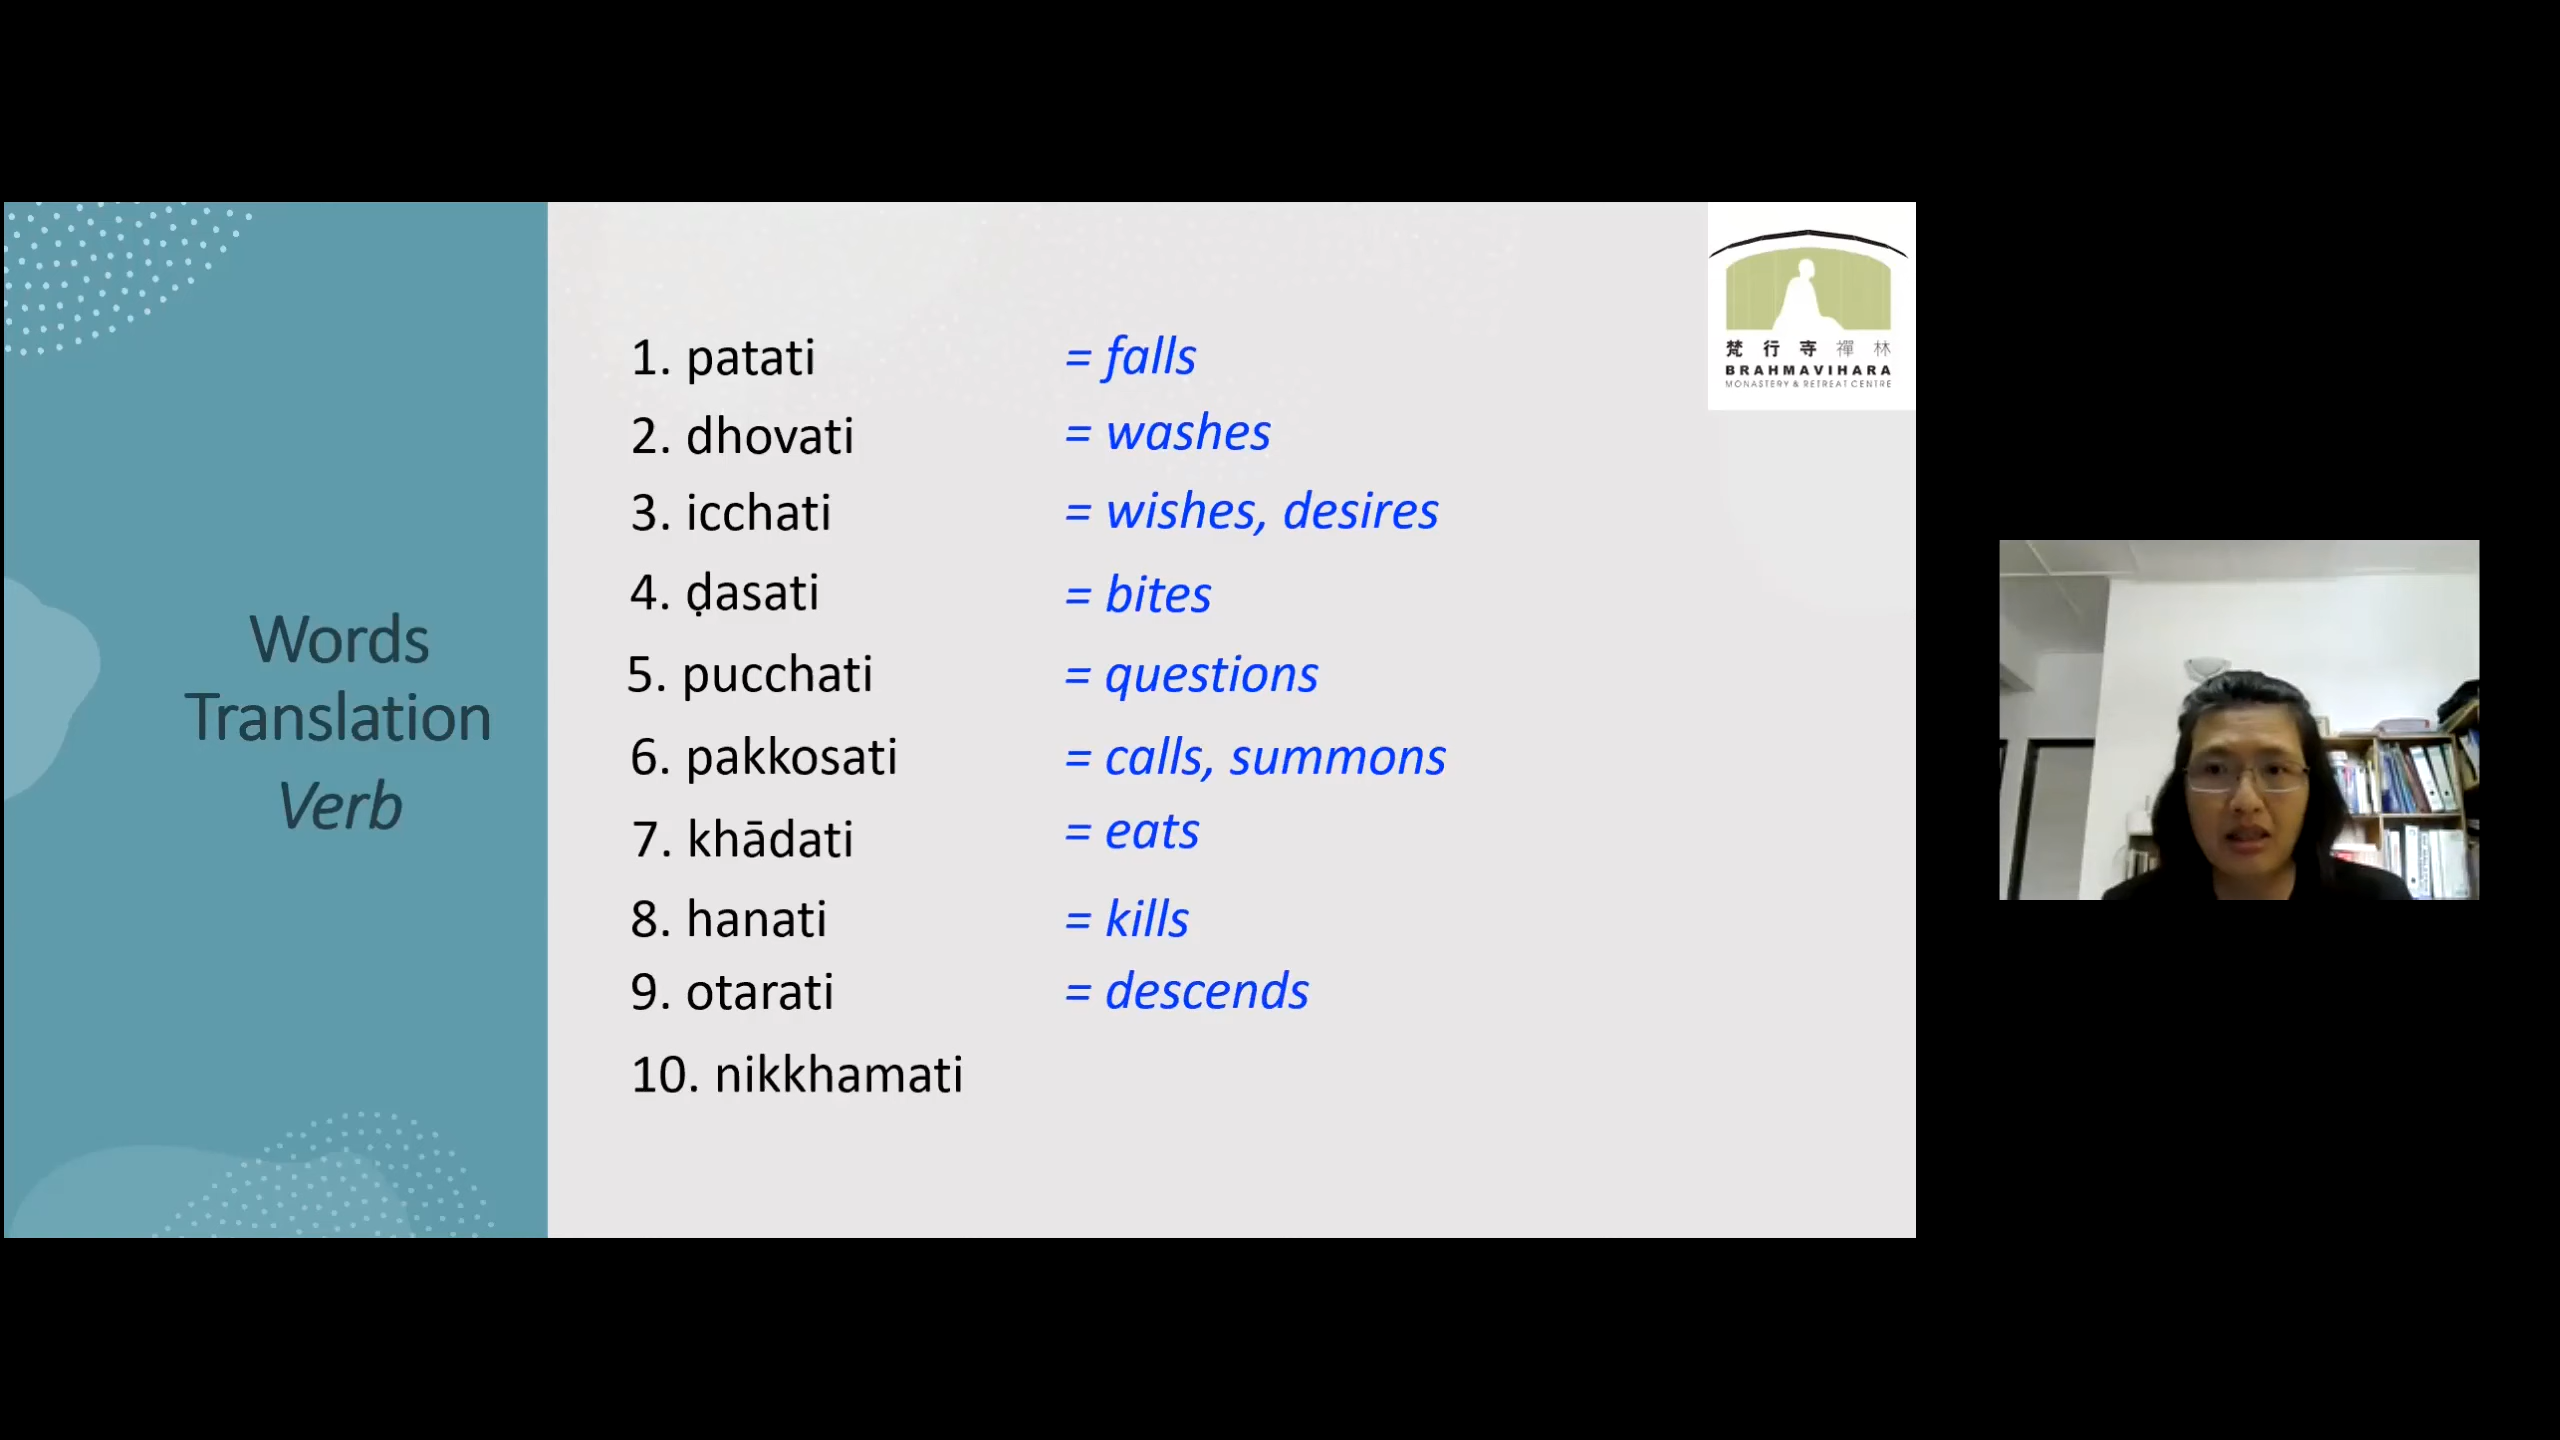 Words
Translation
Verb
1. patati = falls
2. dhovati = washes
3. icchati = wishes, desires
4. ḍasati = bites
5. pucchati = questions
6. pakkosati = calls, summons
7. khādati = eats
8. hanati = kills
9. otarati = descends
10. nikkhamati
梵行寺禪林
BRAHMAVIHARA
MONASTERY & RETREAT CENTRE